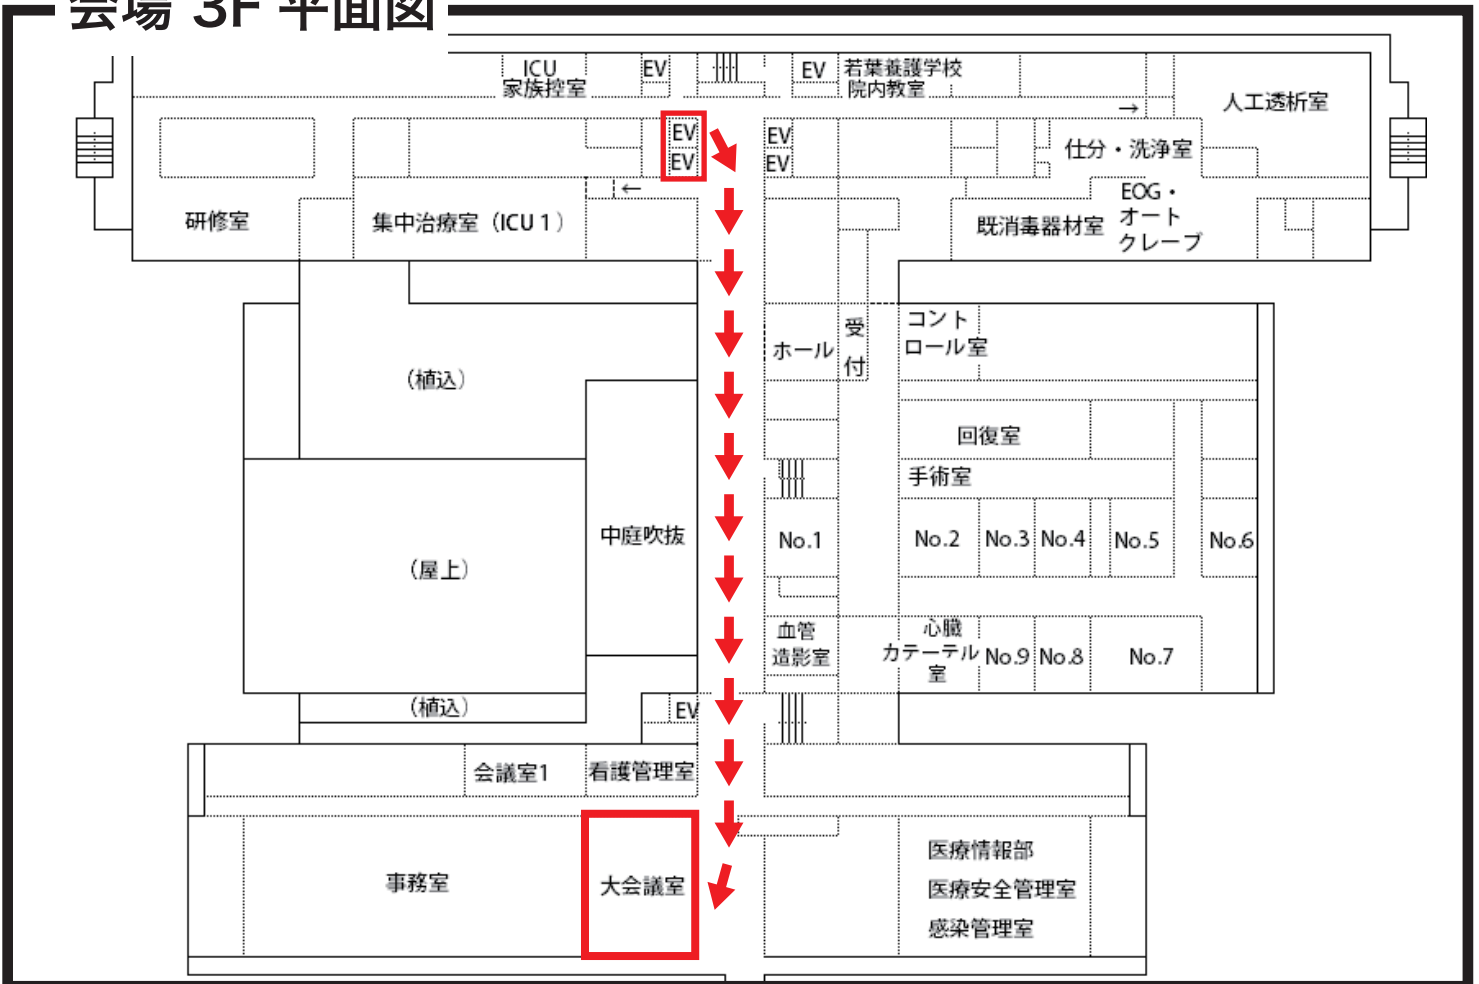 会場 3F 平面図
ICU
家族控室
EV
EV
若葉養護学校
院内教室
→
人工透析室
EV
EV
EV
EV
仕分・洗浄室
←
研修室
集中治療室（ICU 1）
既消毒器材室
EOG・
オート
クレーブ
（植込）
ホール
受
付
コント
ロール室
回復室
手術室
中庭吹抜
（屋上）
No.1
No.2
No.3
No.4
No.5
No.6
血管
造影室
心臓
カテーテル
室
No.9
No.8
No.7
（植込）
EV
会議室1
看護管理室
事務室
大会議室
医療情報部
医療安全管理室
感染管理室